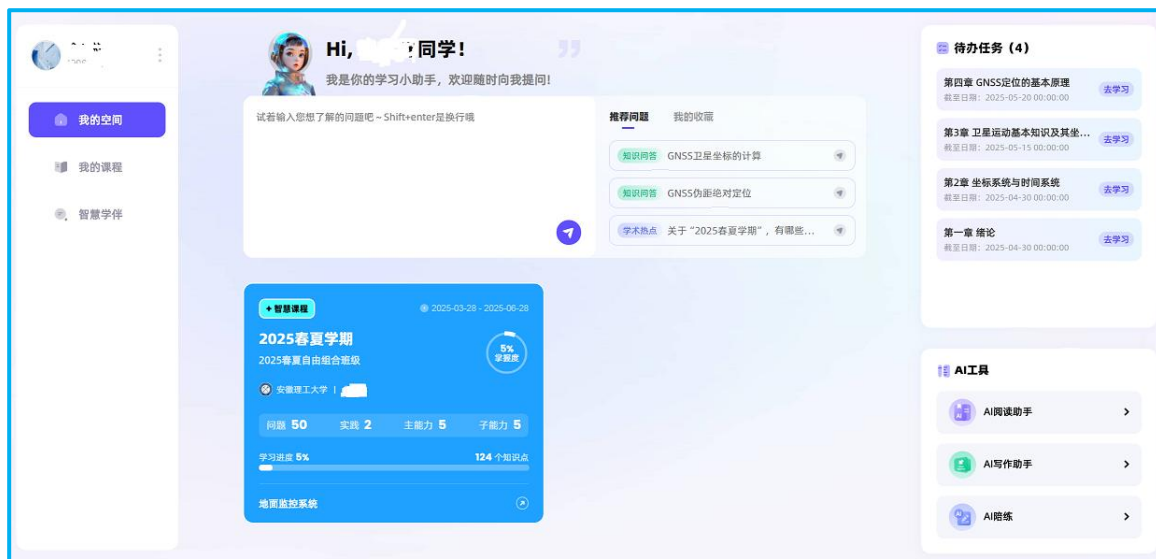 Hi,
同学!
我是你的学习小助手，欢迎随时向我提问!
我的空间
我的课程
智慧学伴
试着输入您想了解的问题吧 ~ Shift+enter是换行哦
推荐问题 我的收藏
知识问答 GNSS卫星坐标的计算
知识问答 GNSS伪距绝对定位
学术热点 关于“2025春夏学期”，有哪些...
+智慧课程 2025-03-28 - 2025-06-28
2025春夏学期
2025春夏自由组合班级
5%
掌握度
安徽理工大学 |
问题 50 实践 2 主能力 5 子能力 5
学习进度 5% 124 个知识点
地面监控系统
待办任务（4）
第四章 GNSS定位的基本原理
截至日期：2025-05-20 00:00:00
去学习
第3章 卫星运动基本知识及其坐...
截至日期：2025-05-15 00:00:00
去学习
第2章 坐标系统与时间系统
截至日期：2025-04-30 00:00:00
去学习
第一章 绪论
截至日期：2025-04-30 00:00:00
去学习
AI工具
AI阅读助手
AI写作助手
AI陪练